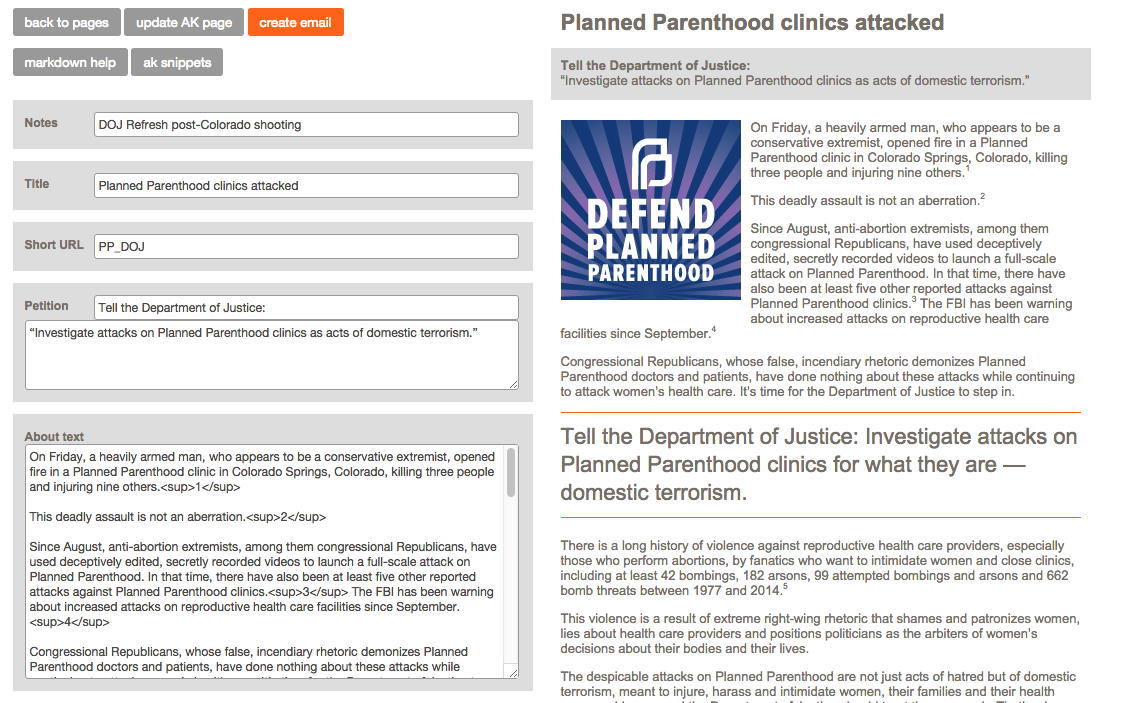 back to pages
update AK page
create email
markdown help
ak snippets
Notes
DOJ Refresh post-Colorado shooting
Title
Planned Parenthood clinics attacked
Short URL
PP_DOJ
Petition
Tell the Department of Justice:
“Investigate attacks on Planned Parenthood clinics as acts of domestic terrorism.”
About text
On Friday, a heavily armed man, who appears to be a conservative extremist, opened
fire in a Planned Parenthood clinic in Colorado Springs, Colorado, killing three people
and injuring nine others.<sup>1</sup>
This deadly assault is not an aberration.<sup>2</sup>
Since August, anti-abortion extremists, among them congressional Republicans, have
used deceptively edited, secretly recorded videos to launch a full-scale attack on
Planned Parenthood. In that time, there have also been at least five other reported
attacks against Planned Parenthood clinics.<sup>3</sup> The FBI has been warning
about increased attacks on reproductive health care facilities since September.
<sup>4</sup>
Congressional Republicans, whose false, incendiary rhetoric demonizes Planned
Parenthood doctors and patients, have done nothing about these attacks while
Planned Parenthood clinics attacked
Tell the Department of Justice:
“Investigate attacks on Planned Parenthood clinics as acts of domestic terrorism.”
DEFEND
PLANNED
PARENTHOOD
On Friday, a heavily armed man, who appears to be a
conservative extremist, opened fire in a Planned
Parenthood clinic in Colorado Springs, Colorado, killing
three people and injuring nine others.1
This deadly assault is not an aberration.2
Since August, anti-abortion extremists, among them
congressional Republicans, have used deceptively
edited, secretly recorded videos to launch a full-scale
attack on Planned Parenthood. In that time, there have
also been at least five other reported attacks against
Planned Parenthood clinics.3 The FBI has been warning
about increased attacks on reproductive health care
facilities since September.4
Congressional Republicans, whose false, incendiary rhetoric demonizes Planned
Parenthood doctors and patients, have done nothing about these attacks while continuing
to attack women's health care. It's time for the Department of Justice to step in.
Tell the Department of Justice: Investigate attacks on
Planned Parenthood clinics for what they are —
domestic terrorism.
There is a long history of violence against reproductive health care providers, especially
those who perform abortions, by fanatics who want to intimidate women and close clinics,
including at least 42 bombings, 182 arsons, 99 attempted bombings and arsons and 662
bomb threats between 1977 and 2014.5
This violence is a result of extreme right-wing rhetoric that shames and patronizes women,
lies about health care providers and positions politicians as the arbiters of women's
decisions about their bodies and their lives.
The despicable attacks on Planned Parenthood are not just acts of hatred but of domestic
terrorism, meant to injure, harass and intimidate women, their families and their health